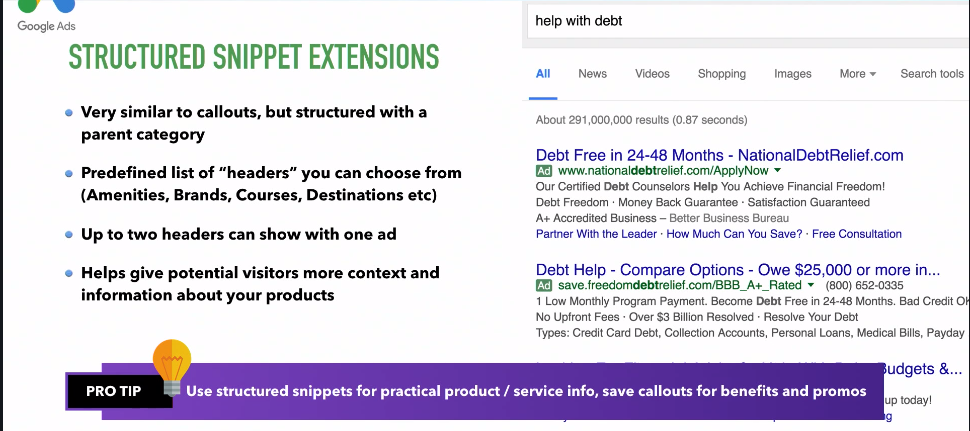 Google Ads
STRUCTURED SNIPPET EXTENSIONS
Very similar to callouts, but structured with a
parent category
Predefined list of "headers" you can choose from
(Amenities, Brands, Courses, Destinations etc)
Up to two headers can show with one ad
Helps give potential visitors more context and
information about your products
PRO TIP
Use structured snippets for practical product / service info, save callouts for benefits and promos
help with debt
All News Videos Shopping Images More Search tools
About 291,000,000 results (0.87 seconds)
Debt Free in 24-48 Months - NationalDebtRelief.com
Ad www.nationaldebtrelief.com/ApplyNow
Our Certified Debt Counselors Help You Achieve Financial Freedom!
Debt Freedom · Money Back Guarantee · Satisfaction Guaranteed
A+ Accredited Business – Better Business Bureau
Partner With the Leader · How Much Can You Save? · Free Consultation
Debt Help - Compare Options - Owe $25,000 or more in...
Ad save.freedomdebtrelief.com/BBB_A+_Rated (800) 652-0335
1 Low Monthly Program Payment. Become Debt Free in 24-48 Months. Bad Credit OK
No Upfront Fees · Over $3 Billion Resolved · Resolve Your Debt
Types: Credit Card Debt, Collection Accounts, Personal Loans, Medical Bills, Payday
Budgets &...
up today!